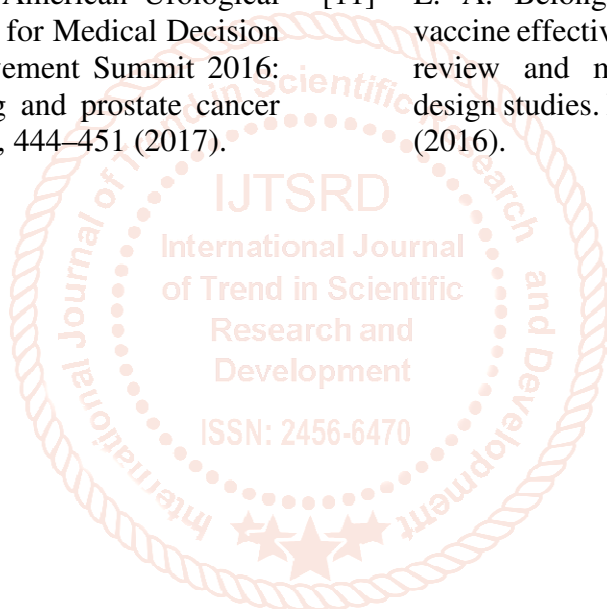 American Urological
for Medical Decision
vement Summit 2016:
g and prostate cancer
, 444–451 (2017).
[11] E. A. Belong
vaccine effectiv
review and m
design studies.
(2016).
International Journal of Trend in Scientific Research and Development
IJTSRD
International Journal
of Trend in Scientific
Research and
Development
ISSN: 2456-6470